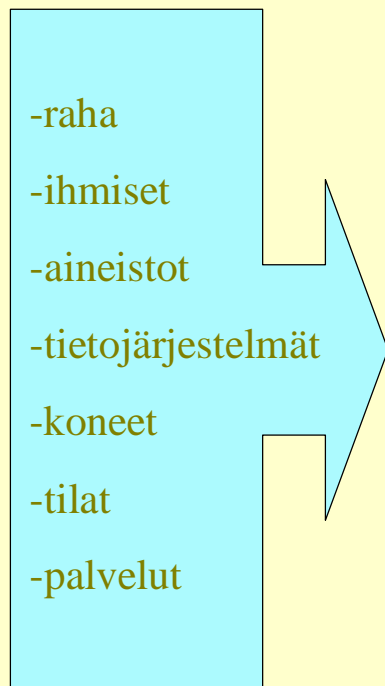 -raha
-ihmiset
-aineistot
-tietojärjestelmät
-koneet
-tilat
-palvelut